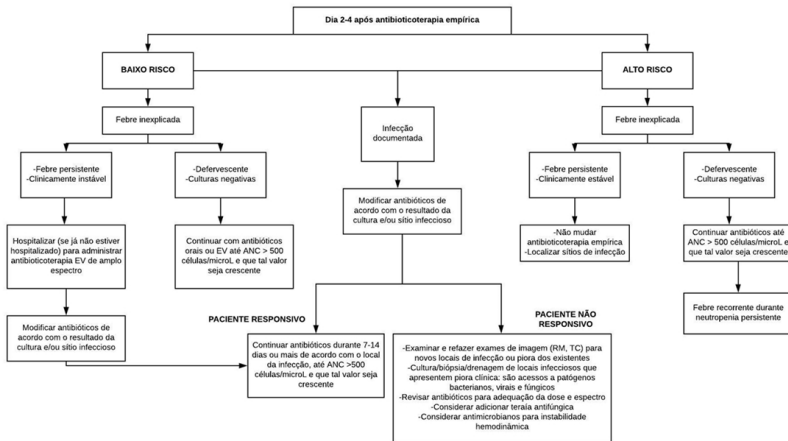 Dia 2-4 após antibioticoterapia empírica
BAIXO RISCO
ALTO RISCO
Febre inexplicada
Infecção
documentada
Febre inexplicada
-Febre persistente
-Clinicamente instável
-Defervescente
-Culturas negativas
-Febre persistente
-Clinicamente estável
-Defervescente
-Culturas negativas
Modificar antibióticos de
acordo com o resultado da
cultura e/ou sítio infeccioso
Hospitalizar (se já não estiver
hospitalizado) para administrar
antibioticoterapia EV de amplo
espectro
Continuar com antibióticos
orais ou EV até ANC > 500
células/microL e que tal valor
seja crescente
-Não mudar
antibioticoterapia empírica
-Localizar sítios de infecção
Continuar antibióticos até
ANC > 500 células/microL e
que tal valor seja crescente
Febre recorrente durante
neutropenia persistente
Modificar antibióticos de
acordo com o resultado da
cultura e/ou sítio infeccioso
PACIENTE RESPONSIVO
Continuar antibióticos durante 7-14
dias ou mais de acordo com o local
da infecção, até ANC >500
células/microL e que tal valor seja
crescente
PACIENTE NÃO
RESPONSIVO
-Examinar e refazer exames de imagem (RM, TC) para
novos locais de infecção ou piora dos existentes
-Cultura/biópsia/drenagem de locais infecciosos que
apresentem piora clínica: são acessos a patógenos
bacterianos, virais e fúngicos
-Revisar antibióticos para adequação da dose e espectro
-Considerar adicionar teraía antifúngica
-Considerar antimicrobianos para instabilidade
hemodinâmica